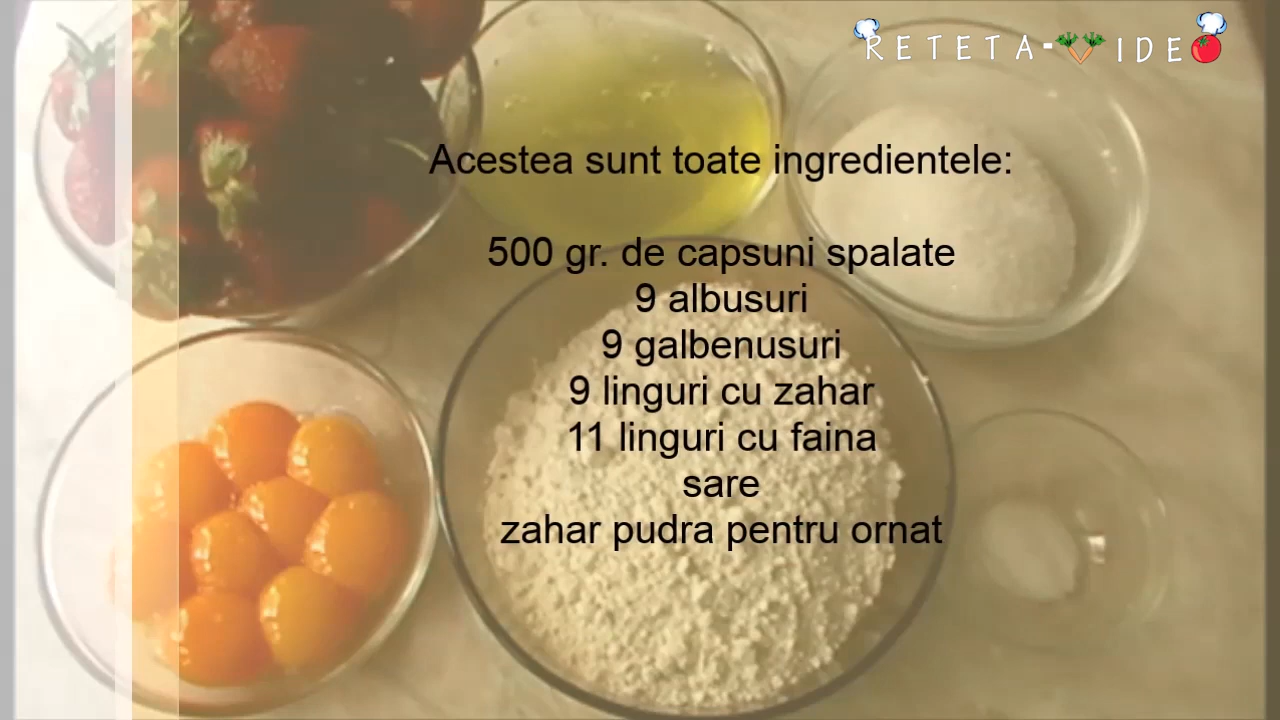 RETETA-VIDEO
Acestea sunt toate ingredientele:
500 gr. de capsuni spalate
9 albusuri
9 galbenusuri
9 linguri cu zahar
11 linguri cu faina
sare
zahar pudra pentru ornat